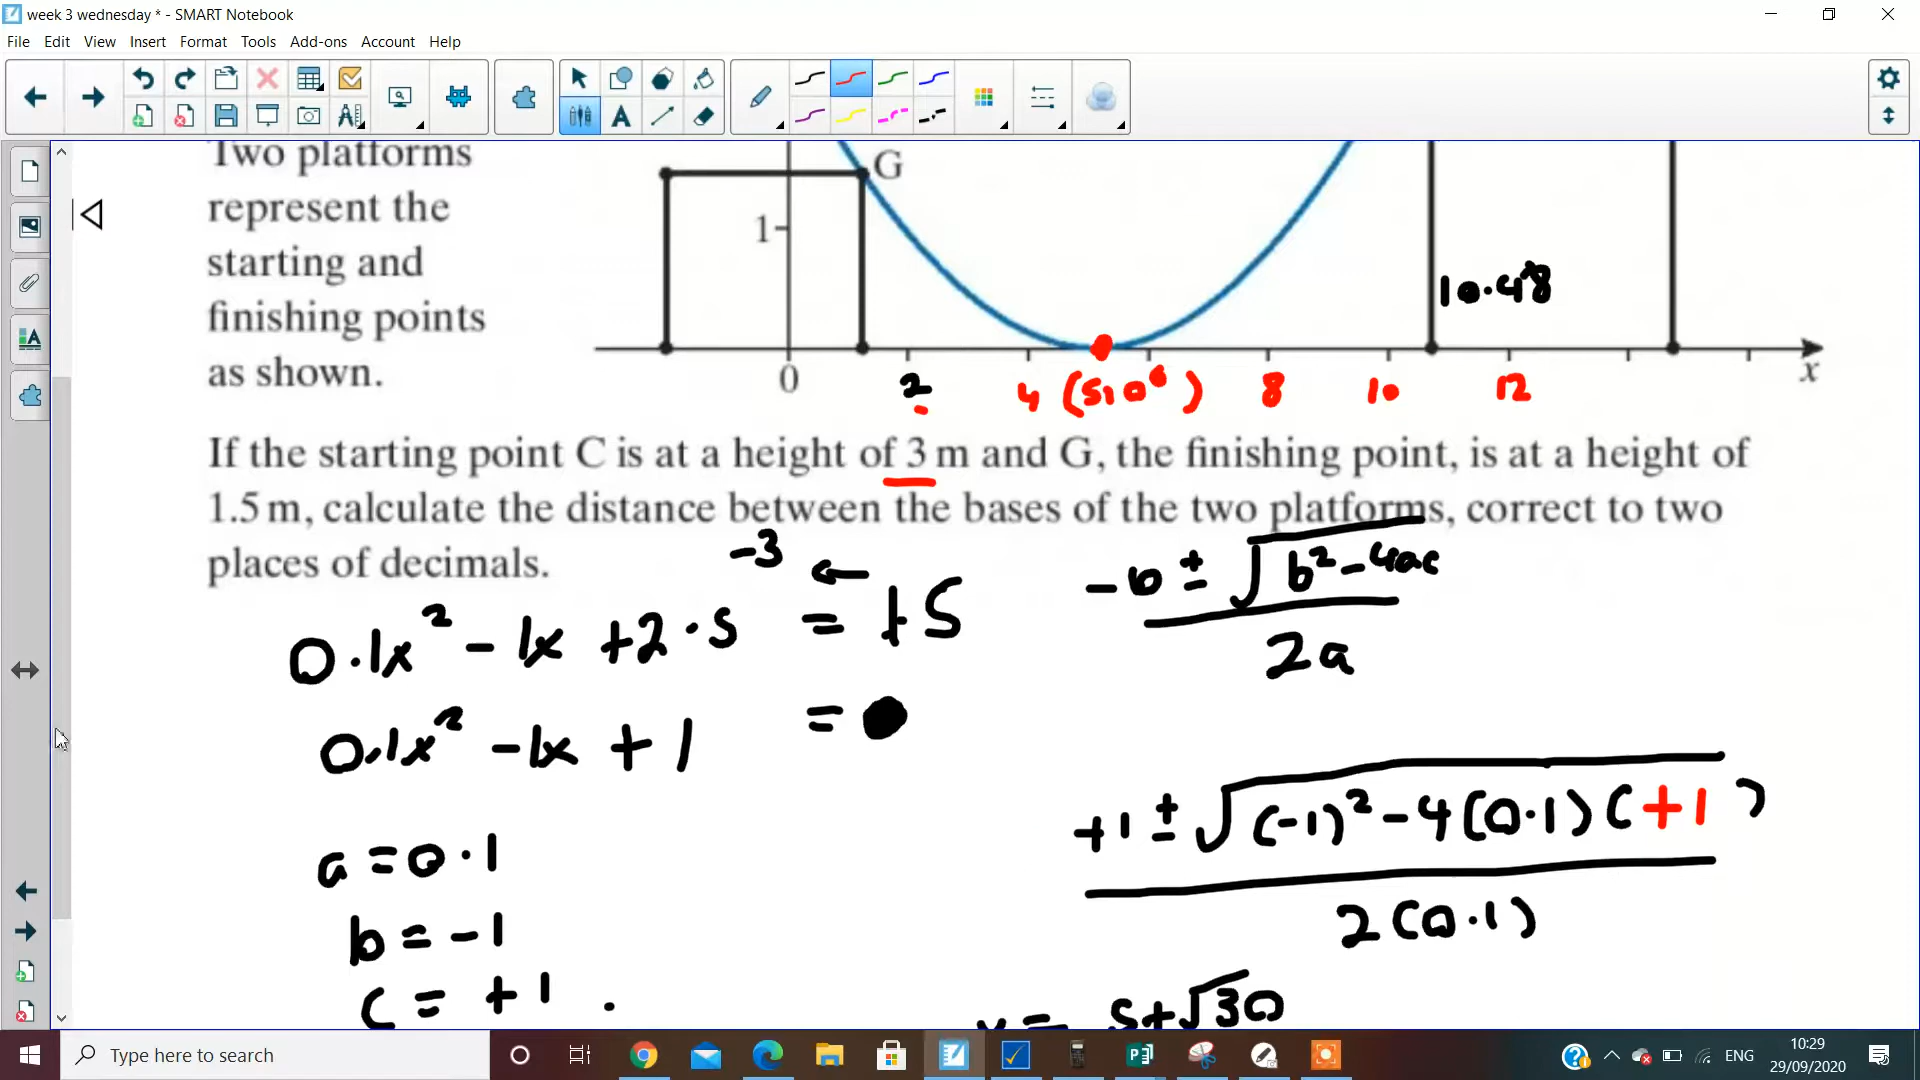 week 3 wednesday * - SMART Notebook
File Edit View Insert Format Tools Add-ons Account Help
Two platforms
represent the
starting and
finishing points
as shown.
G
1
10.48
0 2 4 (5 10 6 ) 8 10 12 x
If the starting point C is at a height of 3 m and G, the finishing point, is at a height of
1.5 m, calculate the distance between the bases of the two platforms, correct to two
places of decimals.
-3 ←
0.1x² - 1x + 2.5 = 1.5
0.1x² - 1x + 1 =
a = 0.1
b = -1
c = +1 .
-b ± √b² - 4ac
2a
+1 ± √(-1)² - 4(0.1)(+1)
2(0.1)
5+√30
Type here to search
ENG
10:29
29/09/2020